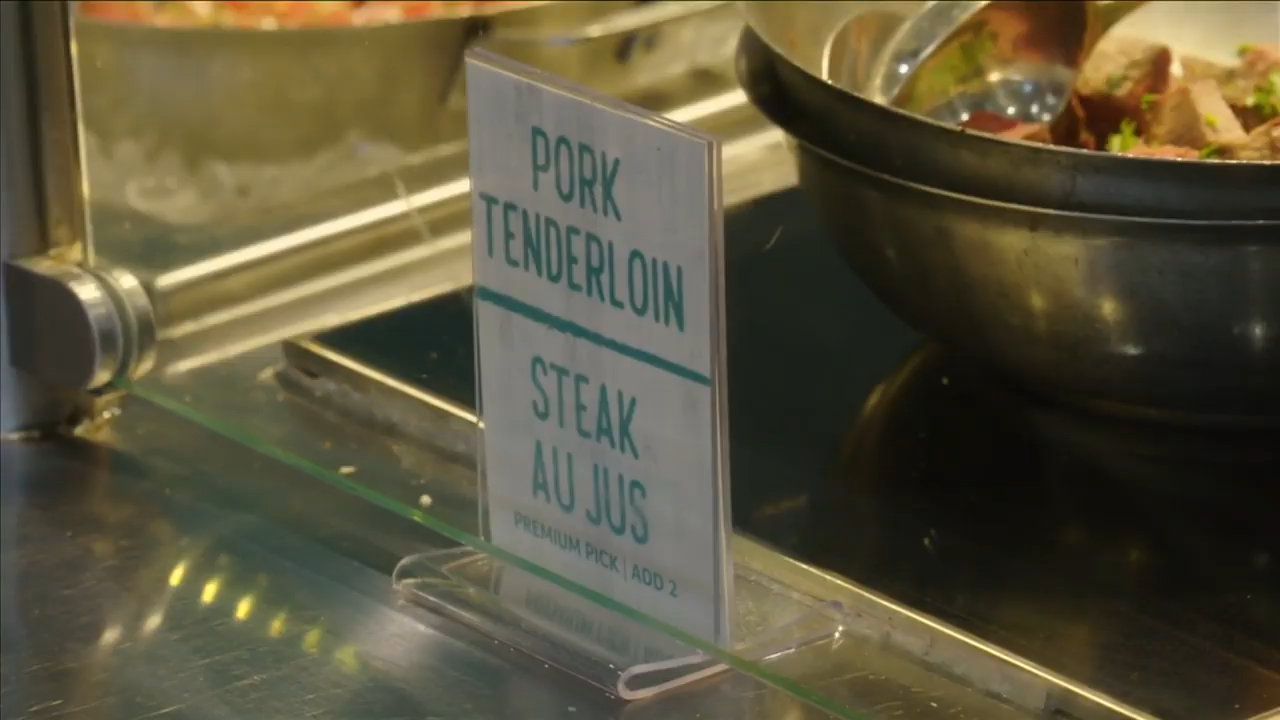 PORK
TENDERLOIN
STEAK
AU JUS
PREMIUM PICK | ADD 2